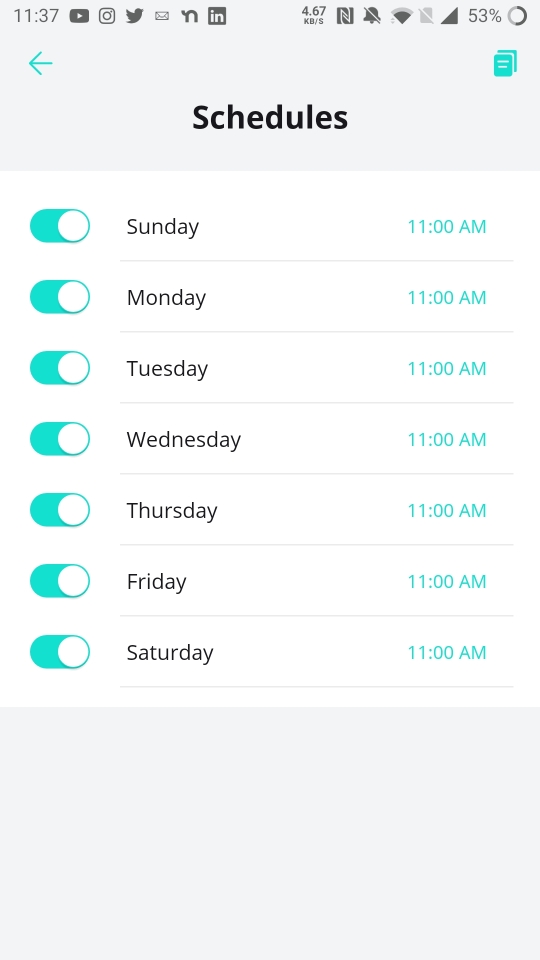 11:37 4.67 KB/S 53%
Schedules
Sunday 11:00 AM
Monday 11:00 AM
Tuesday 11:00 AM
Wednesday 11:00 AM
Thursday 11:00 AM
Friday 11:00 AM
Saturday 11:00 AM